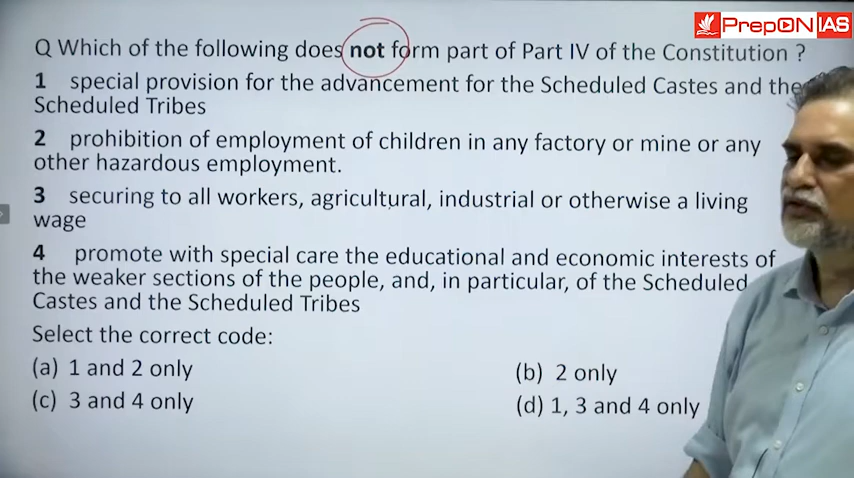 PrepON IAS
Q Which of the following does not form part of Part IV of the Constitution ?
1 special provision for the advancement for the Scheduled Castes and the
Scheduled Tribes
2 prohibition of employment of children in any factory or mine or any
other hazardous employment.
3 securing to all workers, agricultural, industrial or otherwise a living
wage
4 promote with special care the educational and economic interests of
the weaker sections of the people, and, in particular, of the Scheduled
Castes and the Scheduled Tribes
Select the correct code:
(a) 1 and 2 only (b) 2 only
(c) 3 and 4 only (d) 1, 3 and 4 only